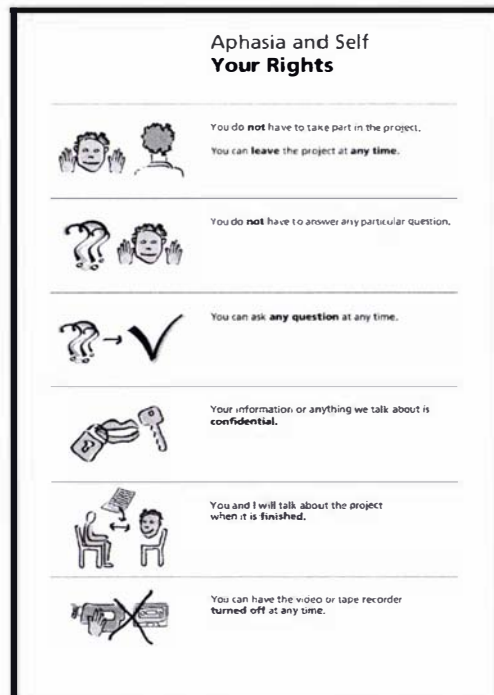 Aphasia and Self
Your Rights
You do not have to take part in the project.
You can leave the project at any time.
You do not have to answer any particular question.
You can ask any question at any time.
Your information or anything we talk about is
confidential.
You and I will talk about the project
when it is finished.
You can have the video or tape recorder
turned off at any time.